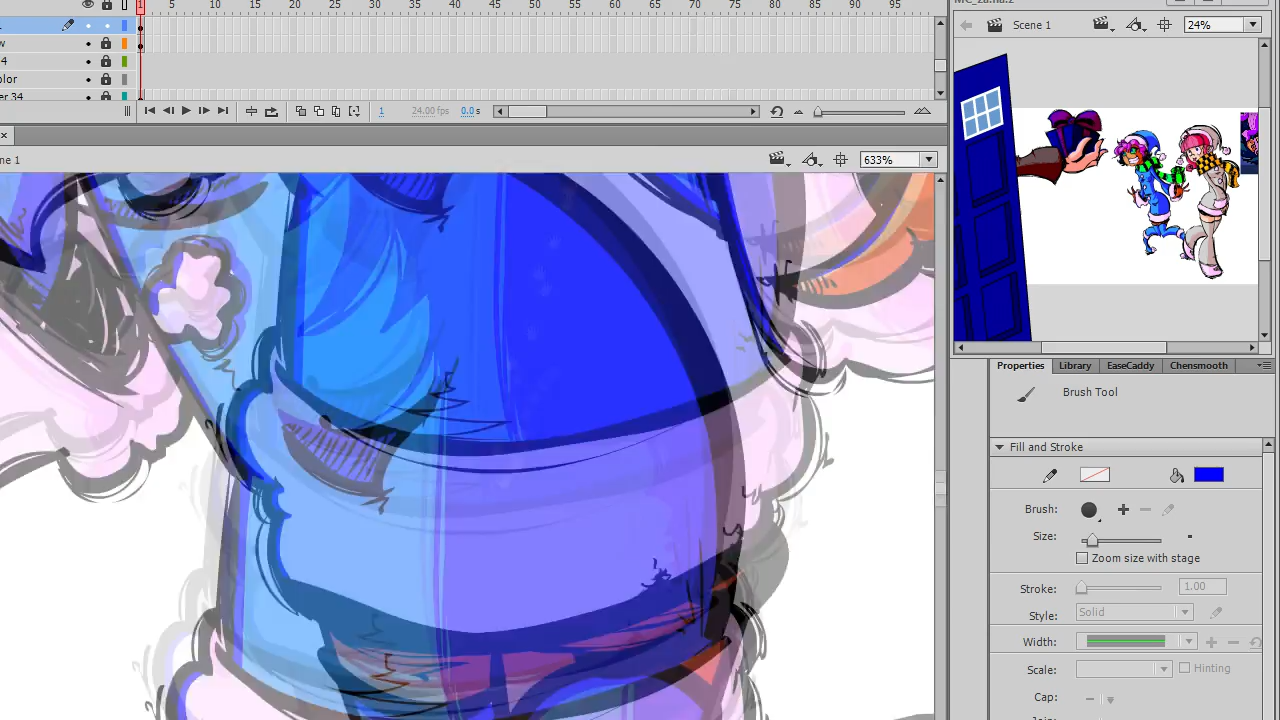 1 5 10 15 20 25 30 35 40 45 50 55 60 65 70 75 80 85 90 95
w
4
olor
er 34
1 24.00 fps 0.0 s
ne 1
633%
Scene 1
24%
Properties Library EaseCaddy Chensmooth
Brush Tool
Fill and Stroke
Brush:
Size:
Zoom size with stage
Stroke: 1.00
Style: Solid
Width:
Scale: Hinting
Cap: